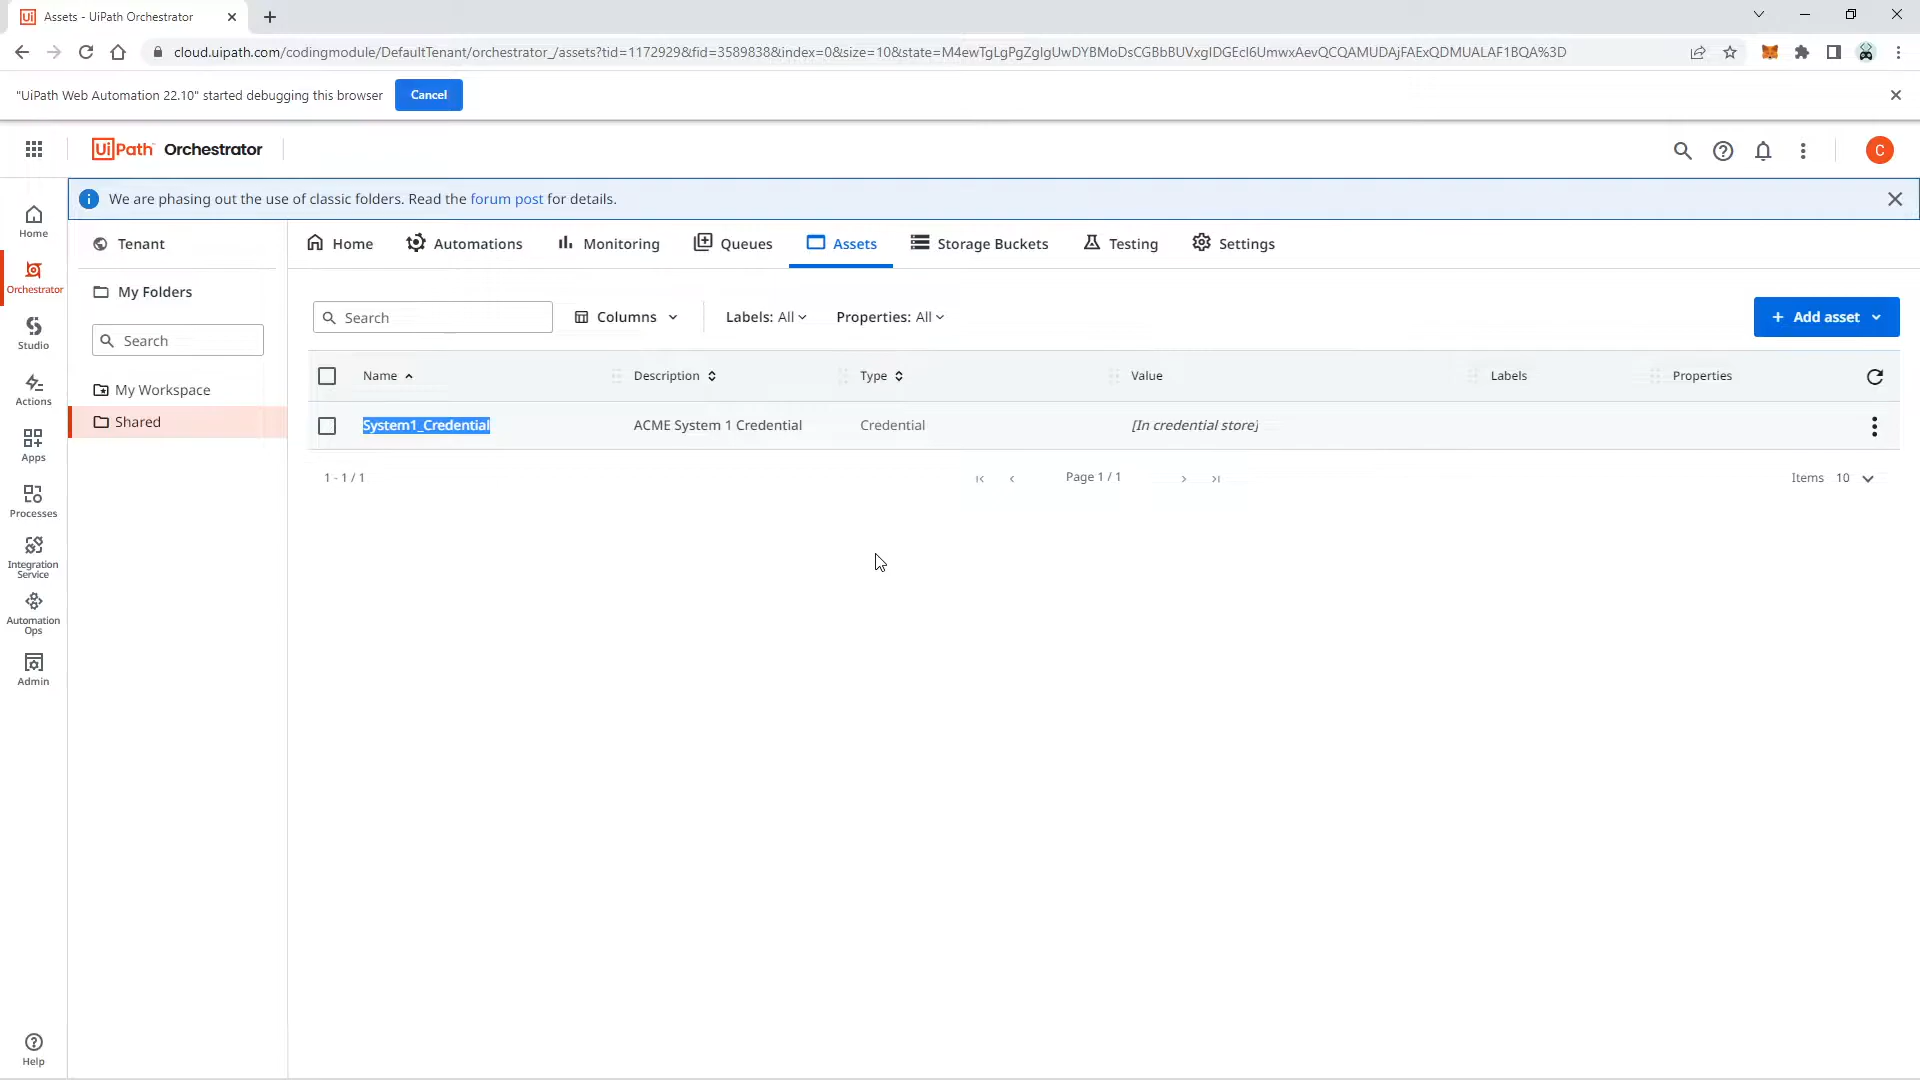 Assets - UiPath Orchestrator
cloud.uipath.com/codingmodule/DefaultTenant/orchestrator_/assets?tid=1172929&fid=3589838&index=0&size=10&state=M4ewTgLgPgZglgUwDYBMoDsCGBbBUVxgIDGEcI6UmwxAevQCQAMUDAjFAExQDMUALAF1BQA%3D
"UiPath Web Automation 22.10" started debugging this browser Cancel
UiPath Orchestrator
C
We are phasing out the use of classic folders. Read the forum post for details.
Home
Orchestrator
Studio
Actions
Apps
Processes
Integration
Service
Automation
Ops
Admin
Help
Tenant
My Folders
Search
My Workspace
Shared
Home Automations Monitoring Queues Assets Storage Buckets Testing Settings
Search Columns Labels: All Properties: All + Add asset
Name Description Type Value Labels Properties
System1_Credential ACME System 1 Credential Credential [In credential store]
1 - 1 / 1 Page 1 / 1 Items 10